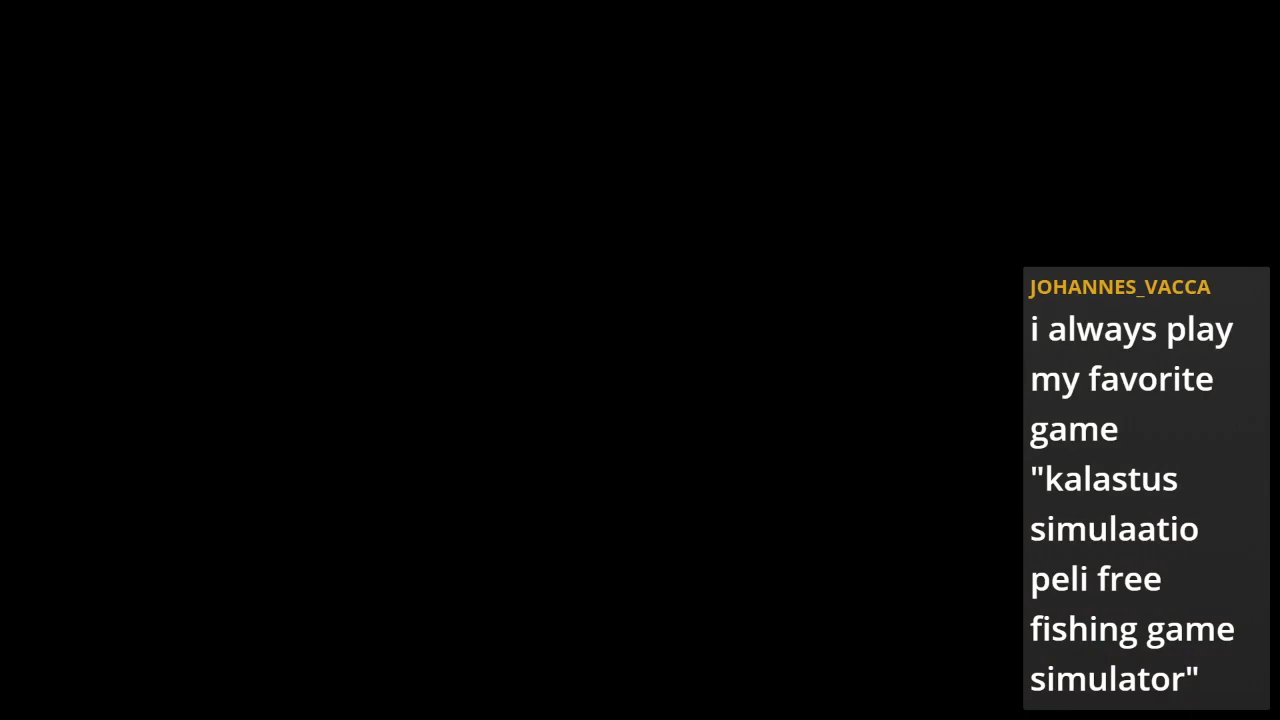 JOHANNES_VACCA
i always play
my favorite
game
"kalastus
simulaatio
peli free
fishing game
simulator"